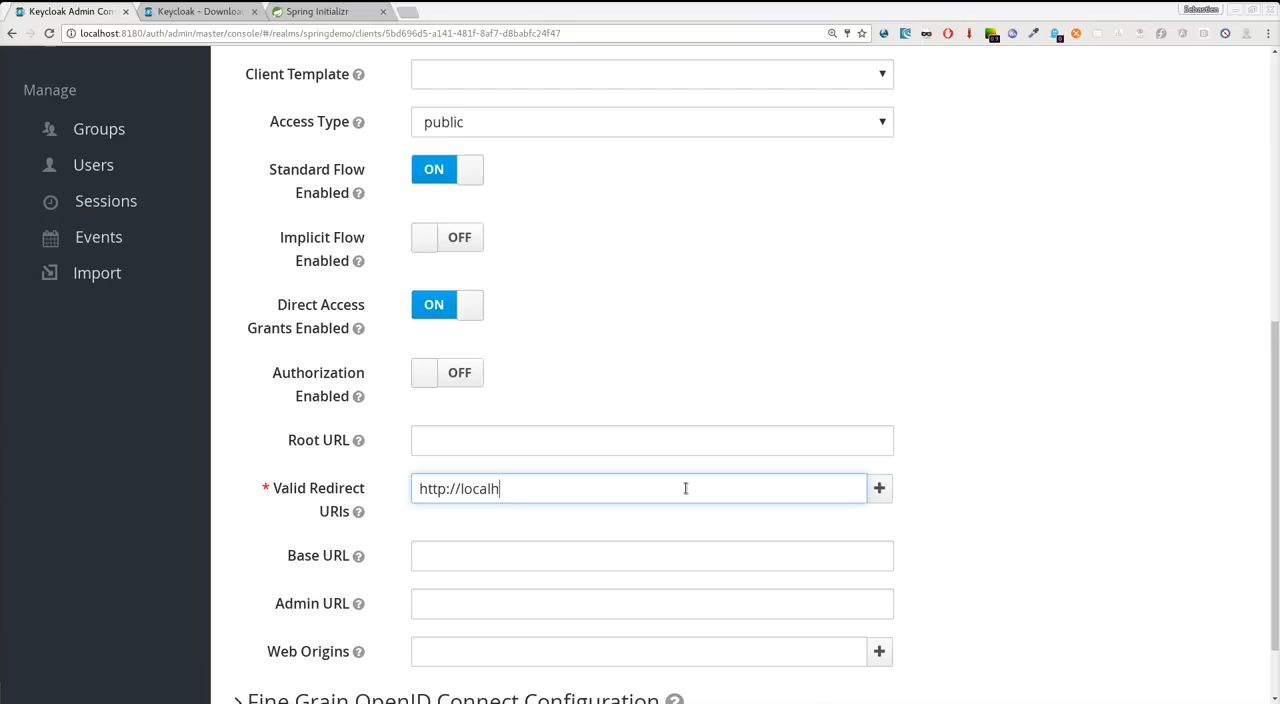 Keycloak Admin Con
Keycloak - Downloa
Spring Initializr
Sebastien
localhost:8180/auth/admin/master/console/#/realms/springdemo/clients/5bd696d5-a141-481f-8af7-d8babfc24f47
Manage
Groups
Users
Sessions
Events
Import
Client Template
Access Type
public
Standard Flow
Enabled
ON
Implicit Flow
Enabled
OFF
Direct Access
Grants Enabled
ON
Authorization
Enabled
OFF
Root URL
* Valid Redirect
URIs
http://localh
Base URL
Admin URL
Web Origins
Fine Grain OpenID Connect Configuration